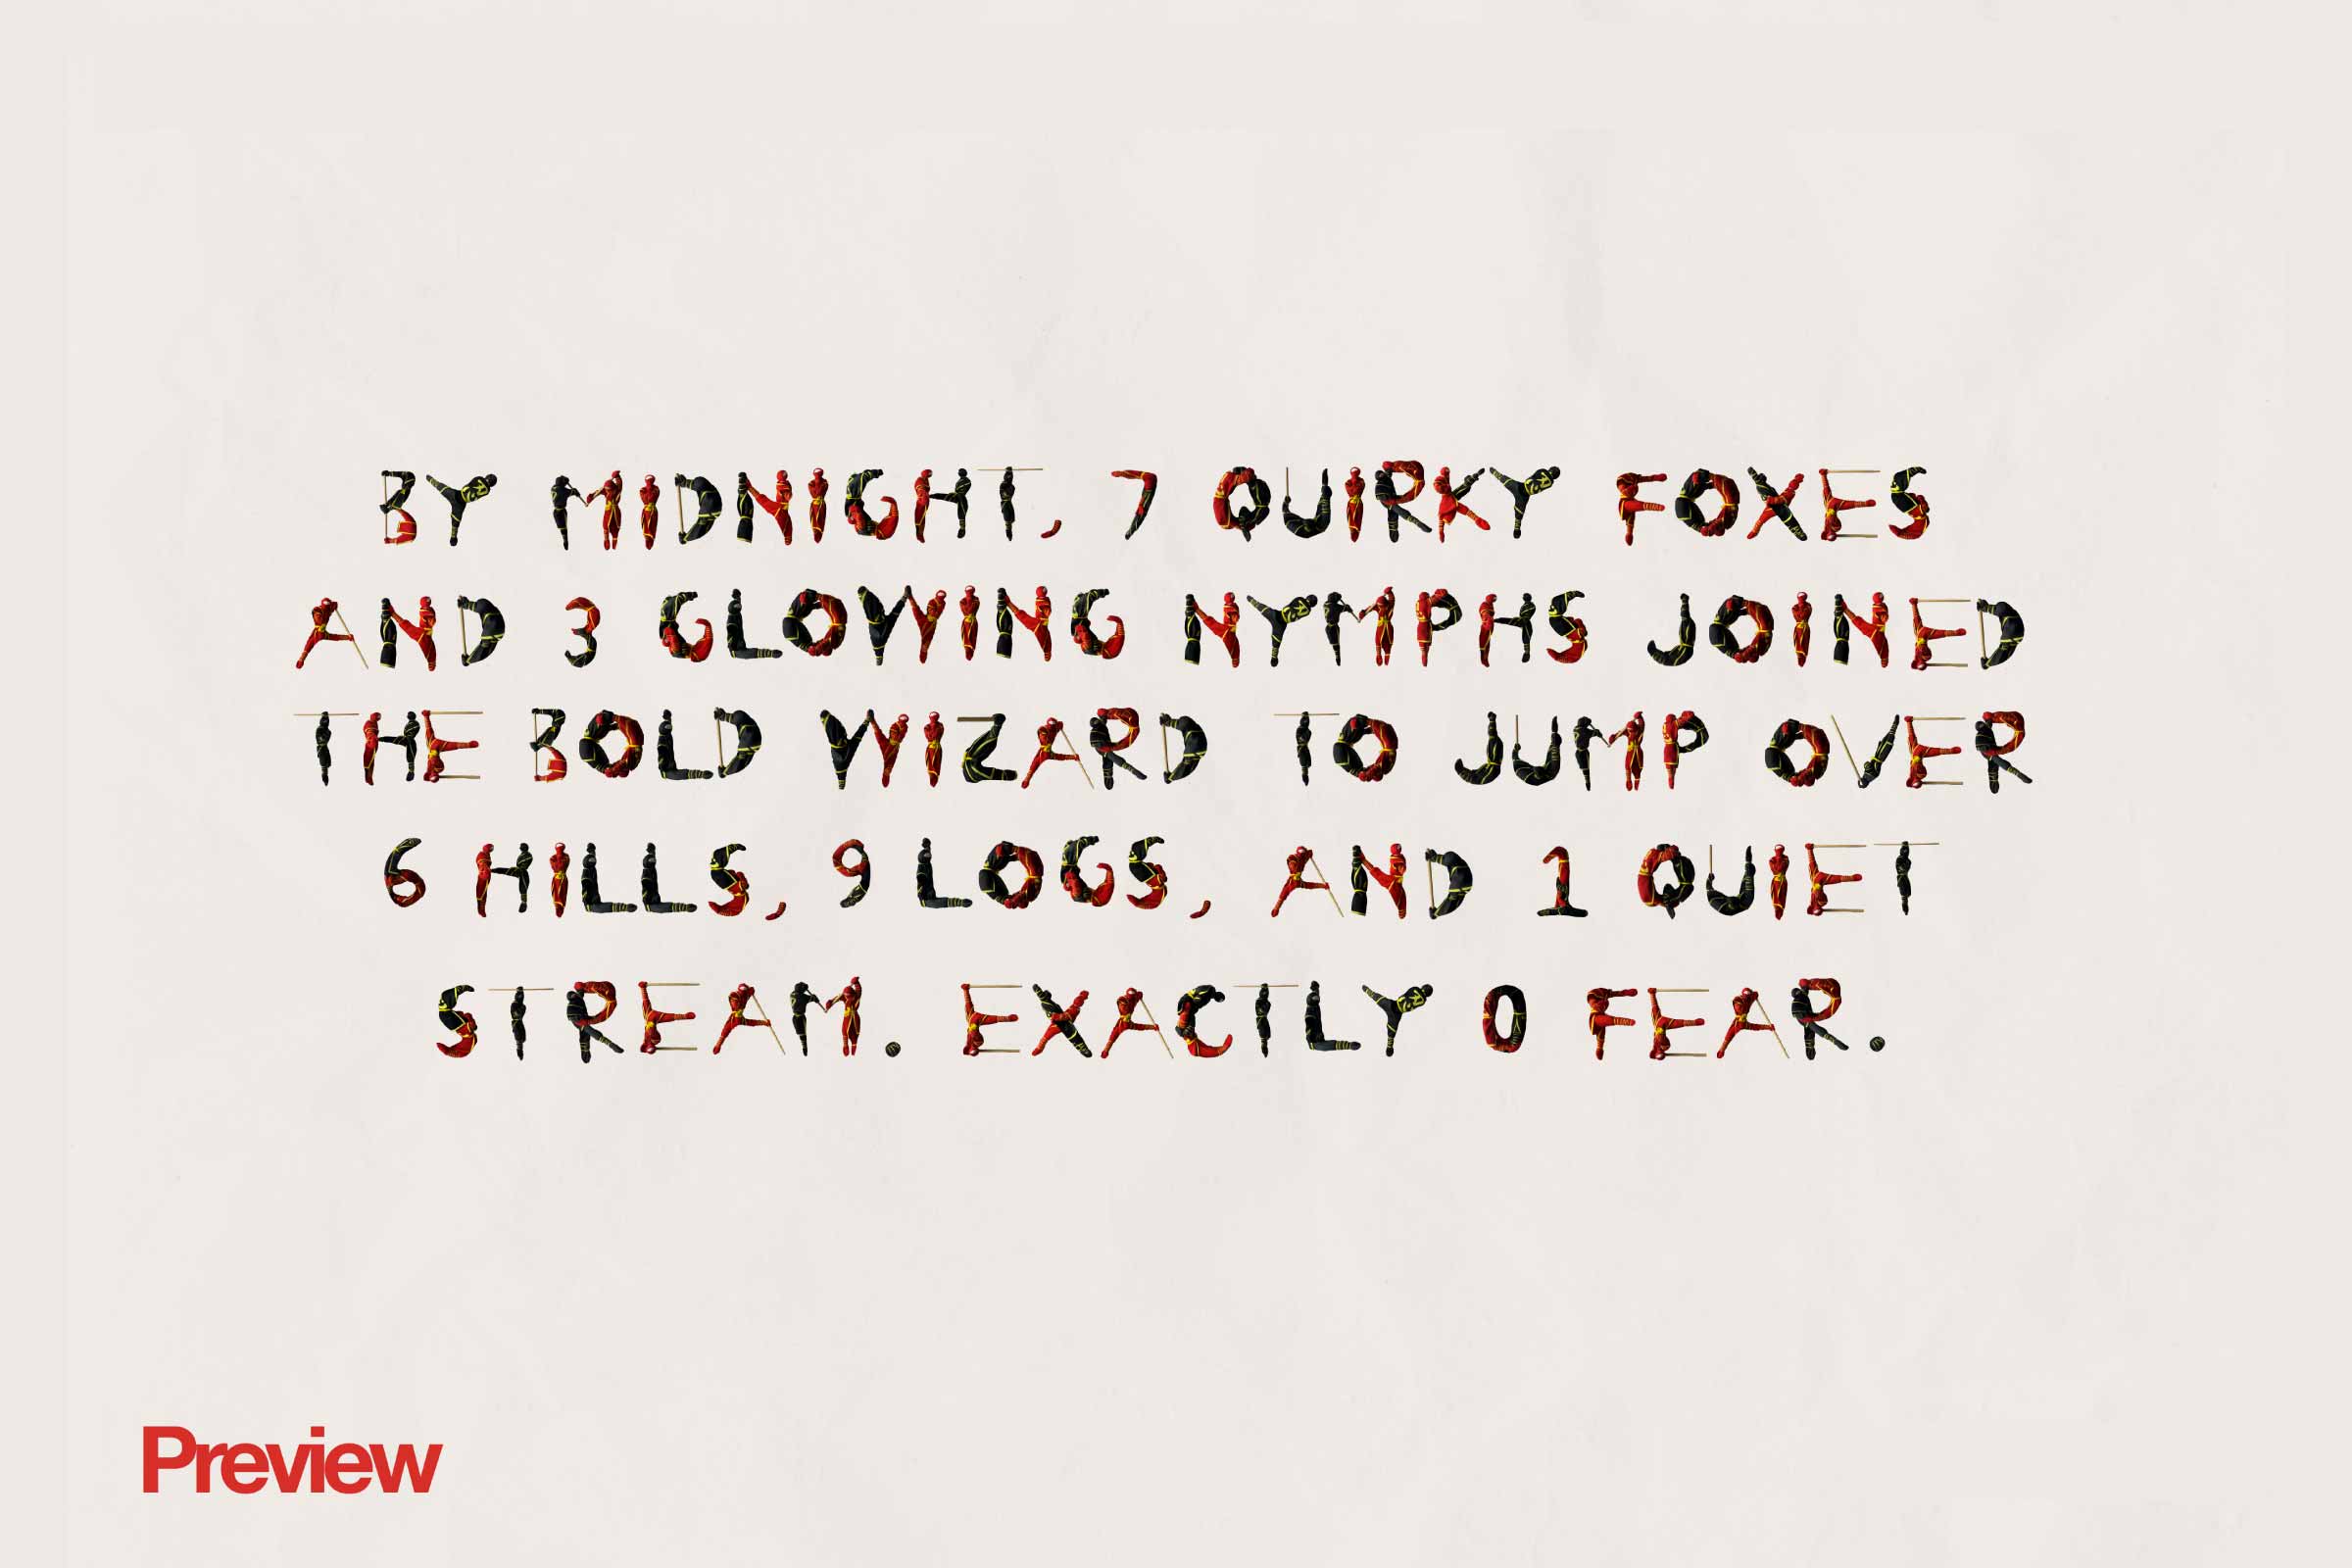 BY MIDNIGHT, 7 QUIRKY FOXES
AND 3 GLOWING NYMPHS JOINED
THE BOLD WIZARD TO JUMP OVER
6 HILLS, 9 LOGS, AND 1 QUIET
STREAM. EXACTLY 0 FEAR.
Preview